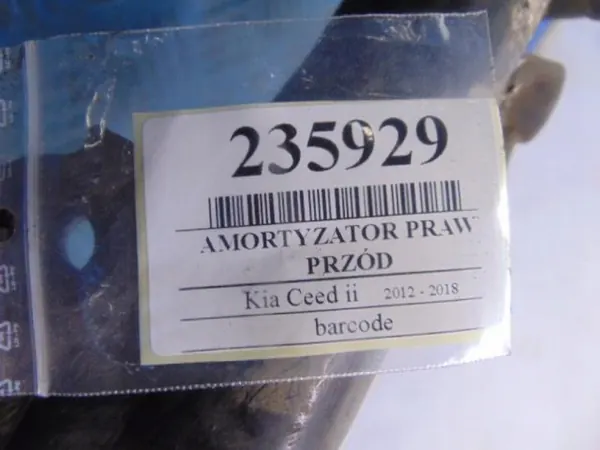 235929
AMORTYZATOR PRAW
PRZÓD
Kia Ceed ii 2012 - 2018
barcode